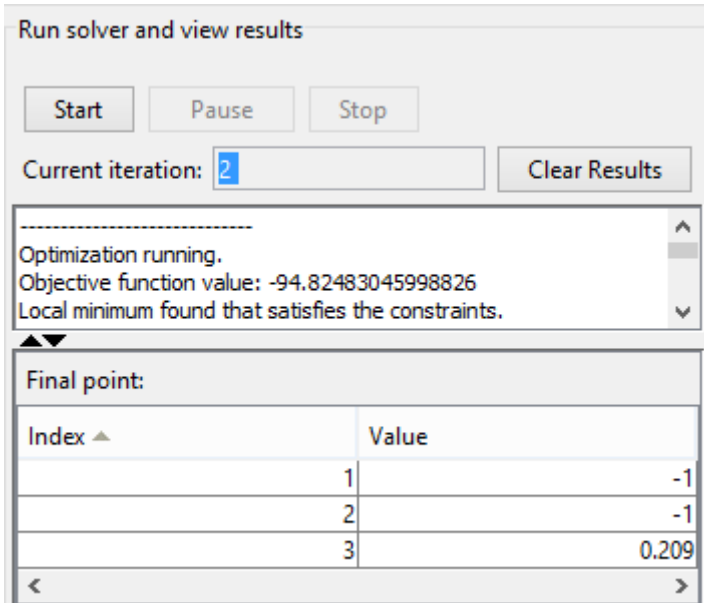 Run solver and view results
Start Pause Stop
Current iteration: 2 Clear Results
-----------------------------
Optimization running.
Objective function value: -94.82483045998826
Local minimum found that satisfies the constraints.
Final point:
Index Value
1 -1
2 -1
3 0.209